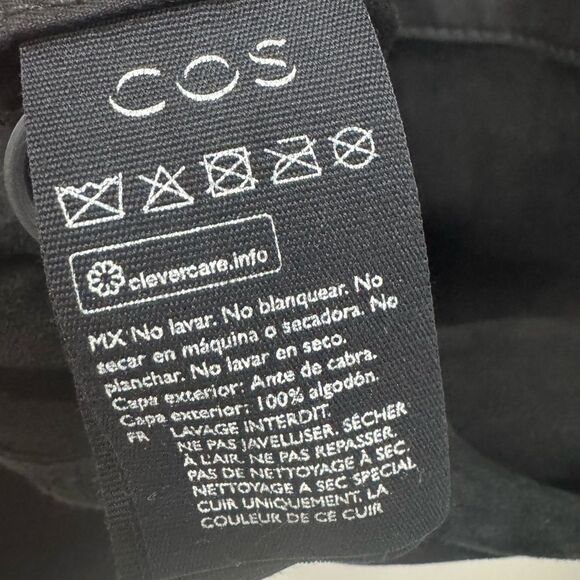 COS
clevercare.info
MX No lavar. No blanquear. No
secar en máquina o secadora. No
planchar. No lavar en seco.
Capa exterior: Ante de cabra.
Capa exterior: 100% algodón.
FR LAVAGE INTERDIT.
NE PAS JAVELLISER. SÉCHER
À L'AIR. NE PAS REPASSER.
PAS DE NETTOYAGE À SEC.
NETTOYAGE A SEC SPECIAL
CUIR UNIQUEMENT. LA
COULEUR DE CE CUIR